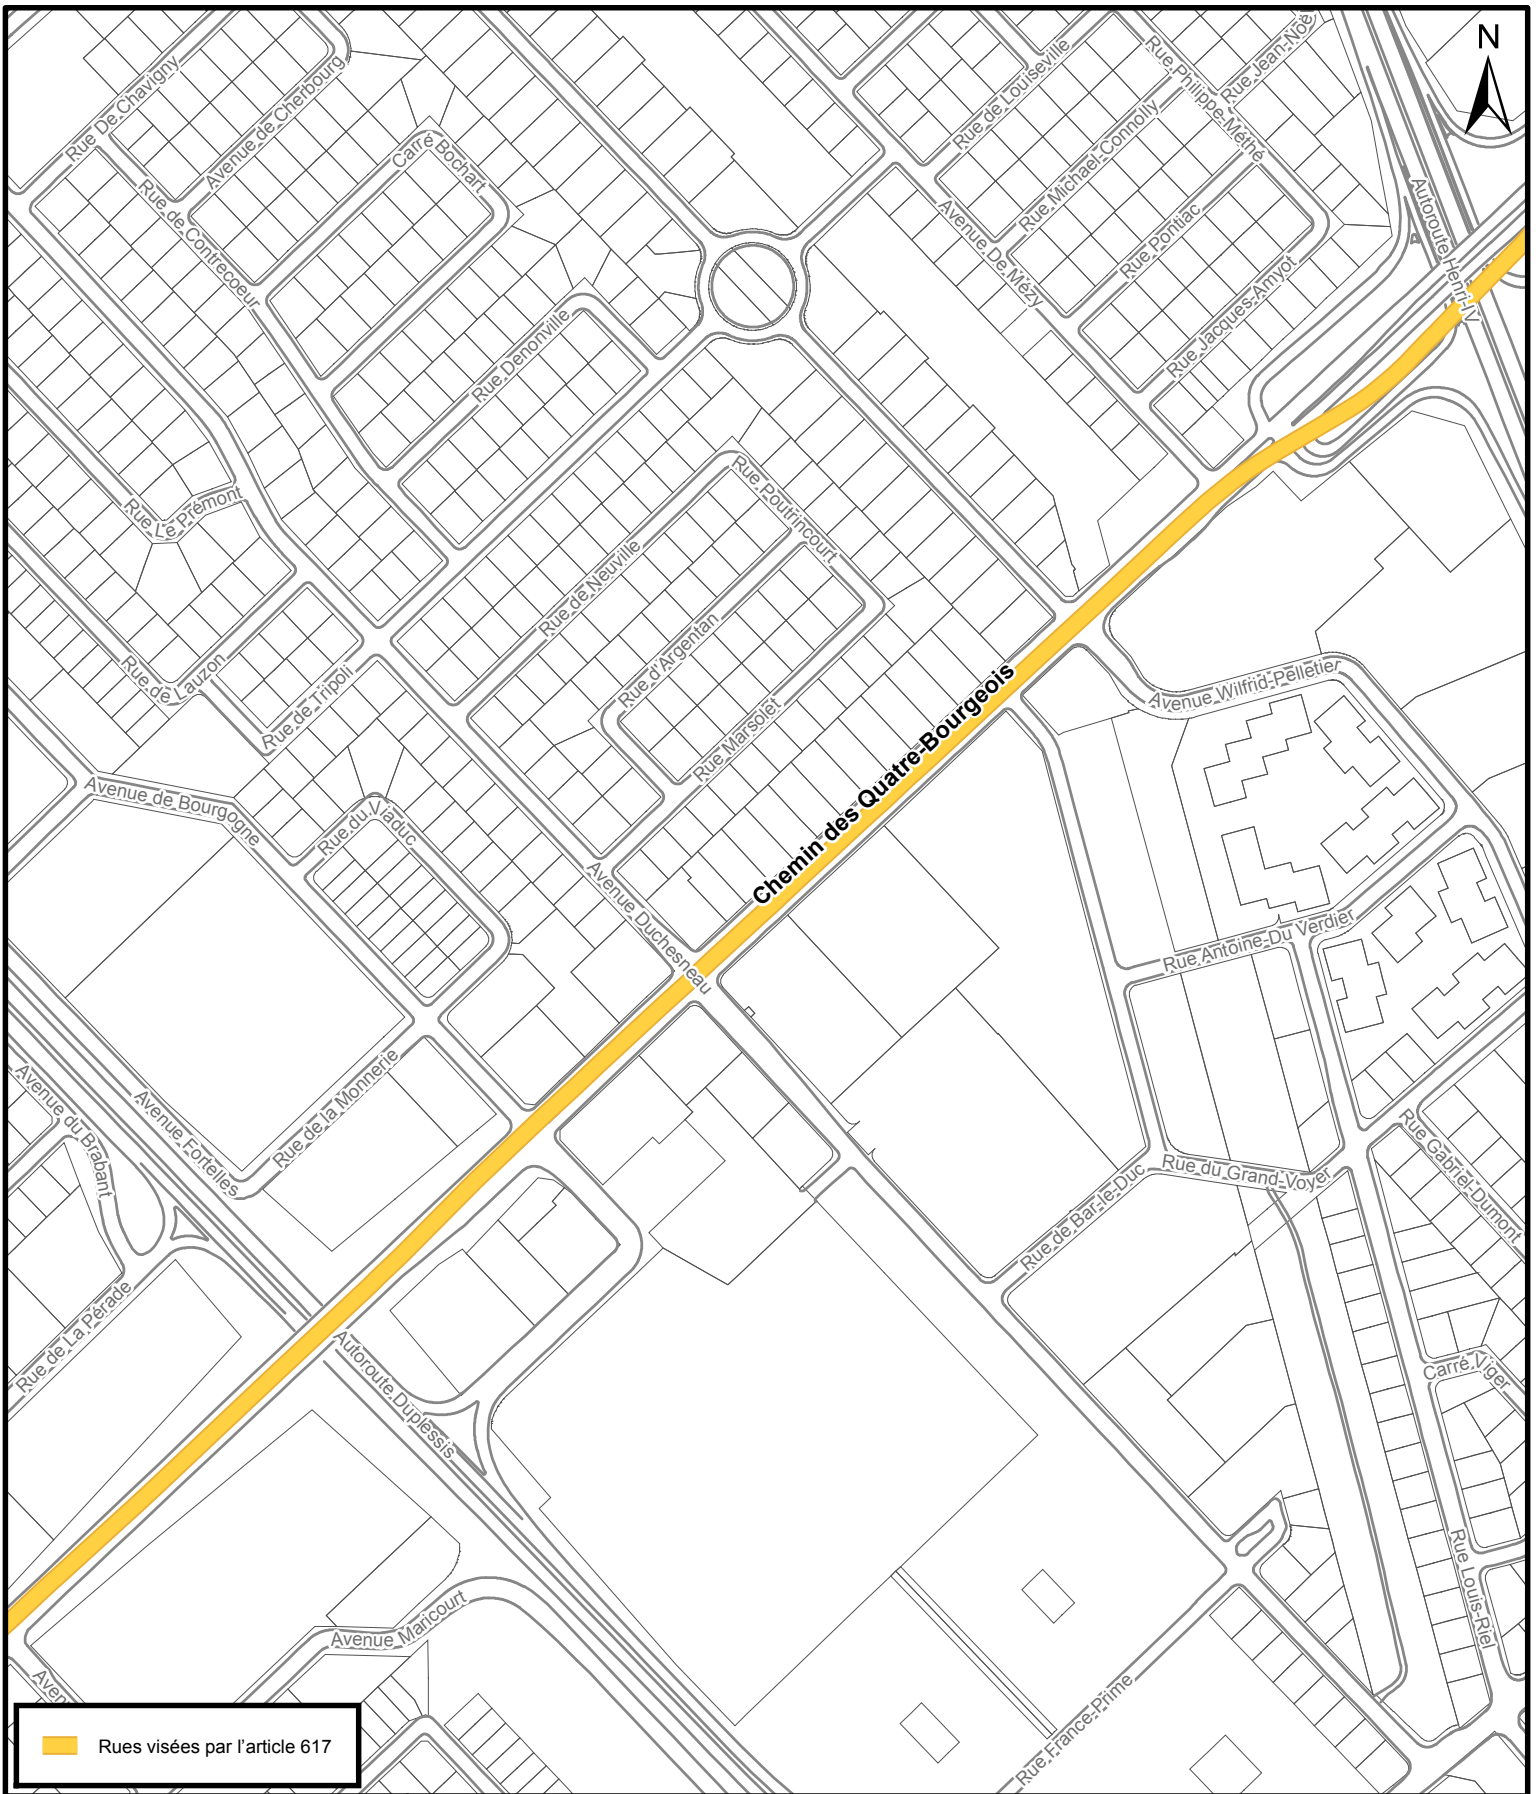 N
Rue De Chavigny
Avenue de Cherbourg
Rue de Contrecoeur
Carré Bochart
Rue Denonville
Rue de Louiseville
Rue Philippe-Méthé
Rue Jean-Noël
Rue Michael-Connolly
Avenue De Mézy
Rue Pontiac
Rue Jacques-Amyot
Autoroute Henri-IV
Rue Le Prémont
Rue de Neuville
Rue Poutrincourt
Rue d'Argentan
Rue Marsolet
Rue de Lauzon
Rue de Tripoli
Chemin des Quatre-Bourgeois
Avenue Wilfrid-Pelletier
Avenue de Bourgogne
Rue du Viaduc
Avenue Duchesneau
Rue Antoine-Du Verdier
Avenue du Brabant
Avenue Fortelles
Rue de la Monnerie
Rue de Bar-le-Duc
Rue du Grand-Voyer
Rue Gabriel-Dumont
Rue de La Pérade
Autoroute Duplessis
Carré Viger
Avenue Maricourt
Rue Louis-Riel
Rue France-Prime
Aven
Rues visées par l'article 617